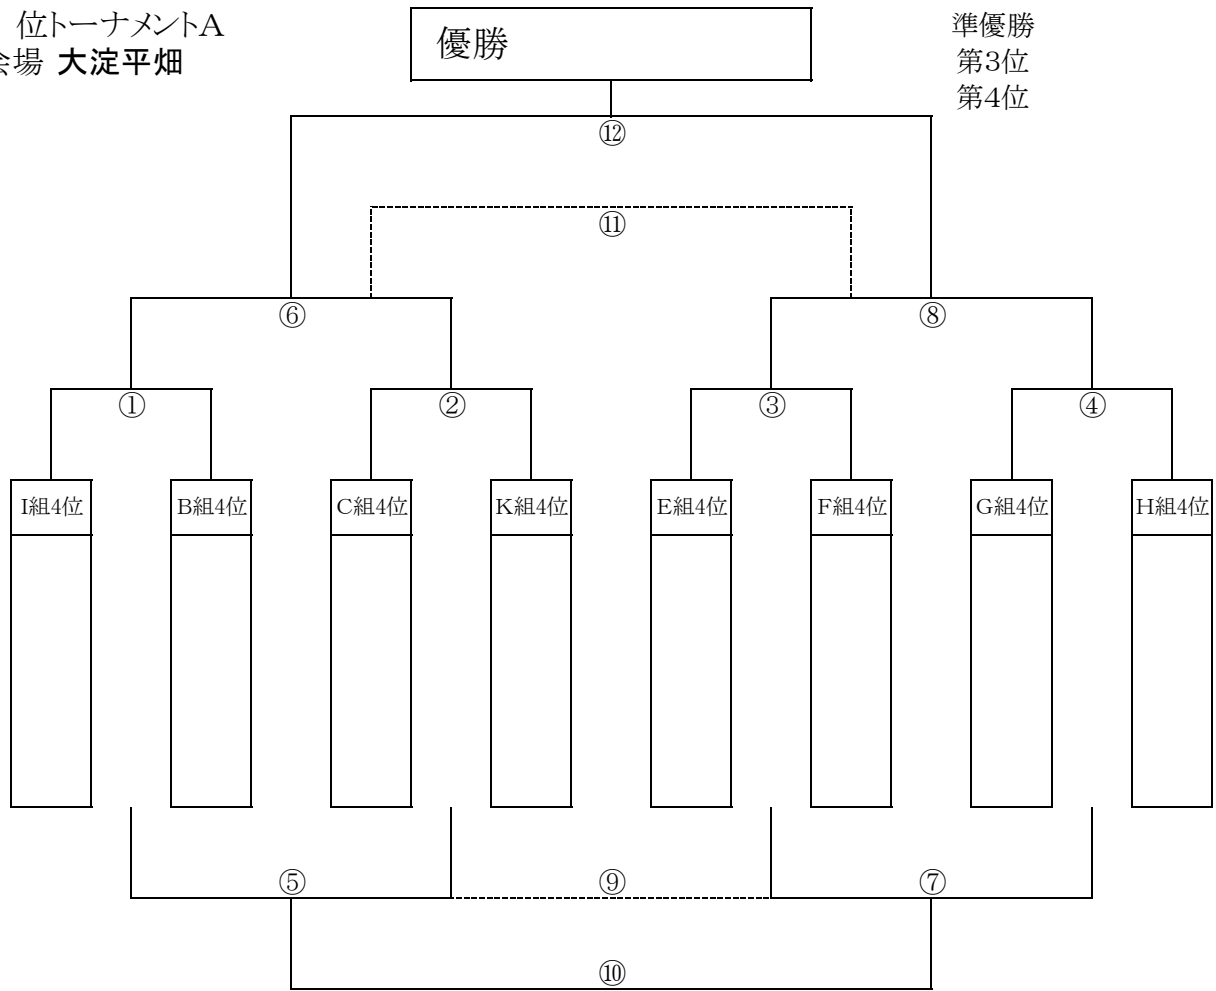 位トーナメントA
会場 大淀平畑
優勝
準優勝
第3位
第4位
⑫
⑪
⑥ ⑧
① ② ③ ④
I組4位 B組4位 C組4位 K組4位 E組4位 F組4位 G組4位 H組4位
⑤ ⑨ ⑦
⑩